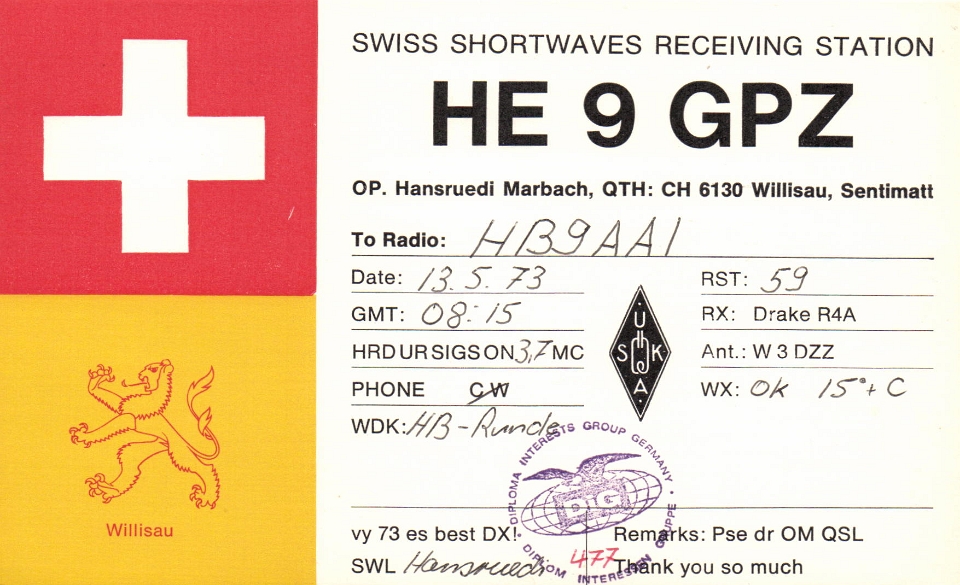 SWISS SHORTWAVES RECEIVING STATION
HE 9 GPZ
OP. Hansruedi Marbach, QTH: CH 6130 Willisau, Sentimatt
To Radio: HB9AAI
Date: 13. 5. 73
RST: 59
GMT: 08:15
RX: Drake R4A
HRD UR SIGS ON 3,7 MC
Ant.: W 3 DZZ
PHONE CW
WX: OK 15°+ C
WDK: HB-Runde
USKA
DIPLOMA INTERESTS GROUP GERMANY
DIG
DIPLOM INTERESSEN GRUPPE
477
vy 73 es best DX!
Remarks: Pse dr OM QSL
SWL Hansruedi
Thank you so much
Willisau